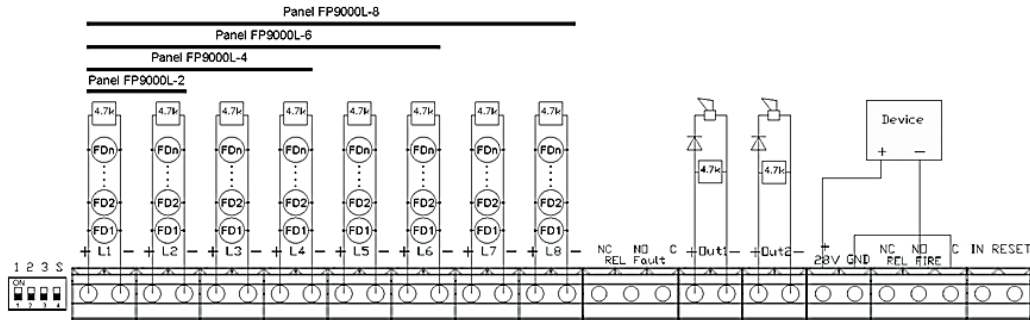 Panel FP9000L-8
Panel FP9000L-6
Panel FP9000L-4
Panel FP9000L-2
4.7k 4.7k 4.7k 4.7k 4.7k 4.7k 4.7k 4.7k
Device
+ −
FDn FDn FDn FDn FDn FDn FDn FDn
4.7k 4.7k
FD2 FD2 FD2 FD2 FD2 FD2 FD2 FD2
FD1 FD1 FD1 FD1 FD1 FD1 FD1 FD1
+ L1 − + L2 − + L3 − + L4 − + L5 − + L6 − + L7 − + L8 − NC NO C +Out1− +Out2− + NC NO C IN RESET
REL Fault 28V GND REL FIRE
1 2 3 S
ON
1 2 3 4